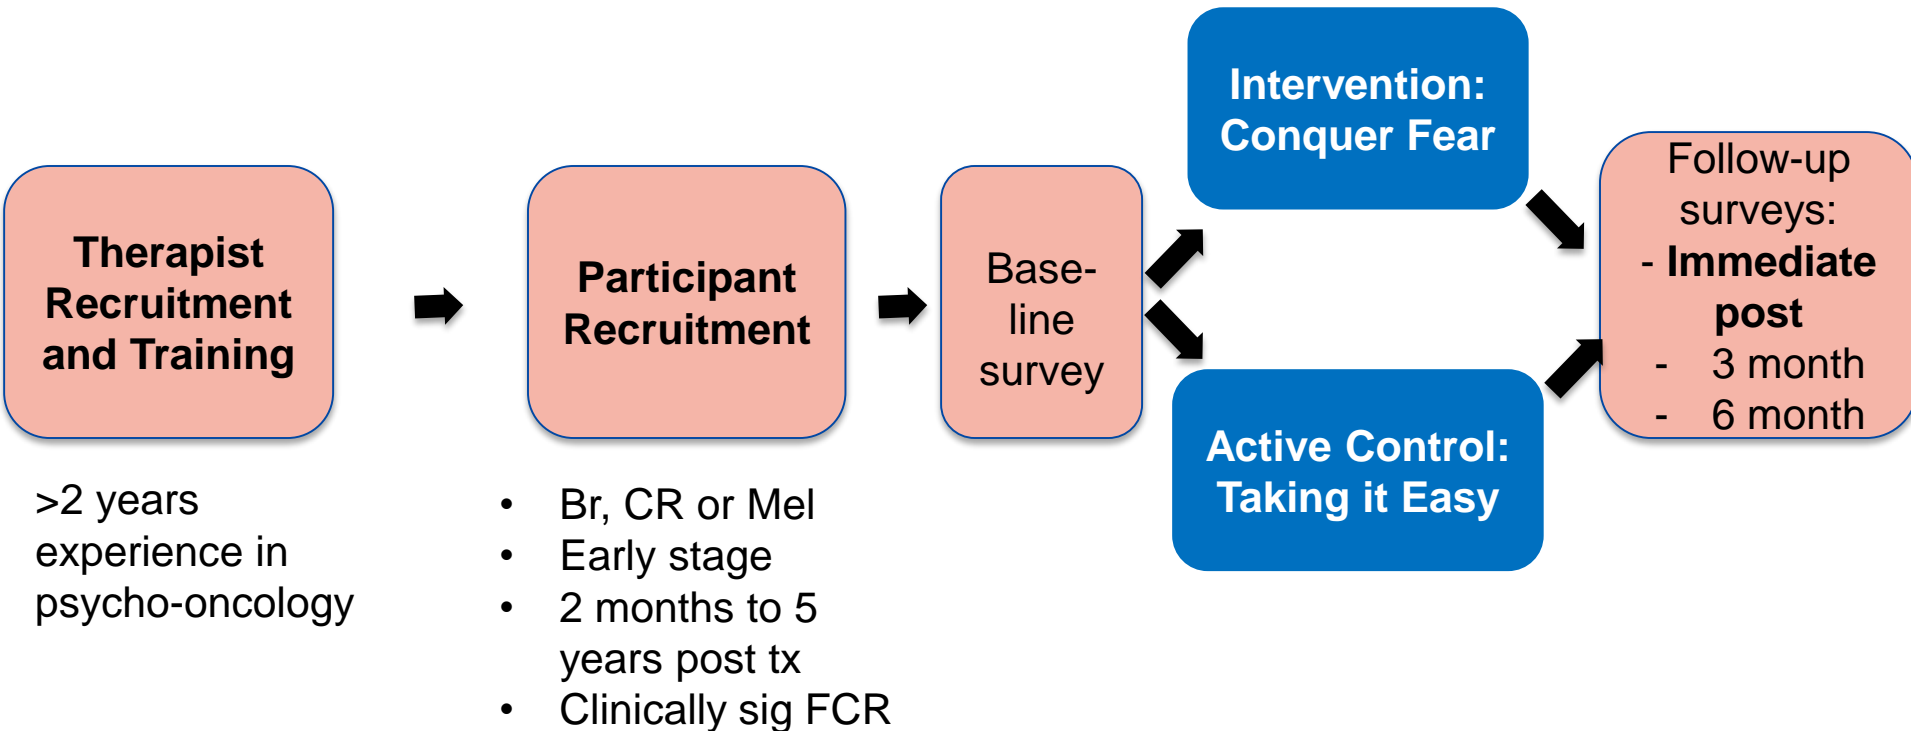 Therapist
Recruitment
and Training
>2 years
experience in
psycho-oncology
Participant
Recruitment
• Br, CR or Mel
• Early stage
• 2 months to 5
years post tx
• Clinically sig FCR
Base-
line
survey
Intervention:
Conquer Fear
Active Control:
Taking it Easy
Follow-up
surveys:
- Immediate
post
- 3 month
- 6 month